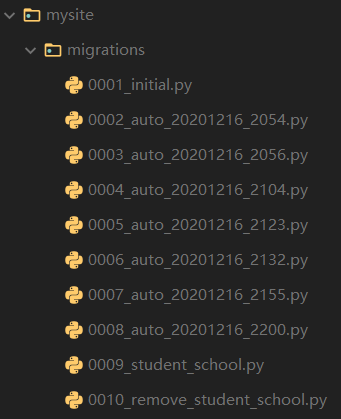 mysite
migrations
0001_initial.py
0002_auto_20201216_2054.py
0003_auto_20201216_2056.py
0004_auto_20201216_2104.py
0005_auto_20201216_2123.py
0006_auto_20201216_2132.py
0007_auto_20201216_2155.py
0008_auto_20201216_2200.py
0009_student_school.py
0010_remove_student_school.py